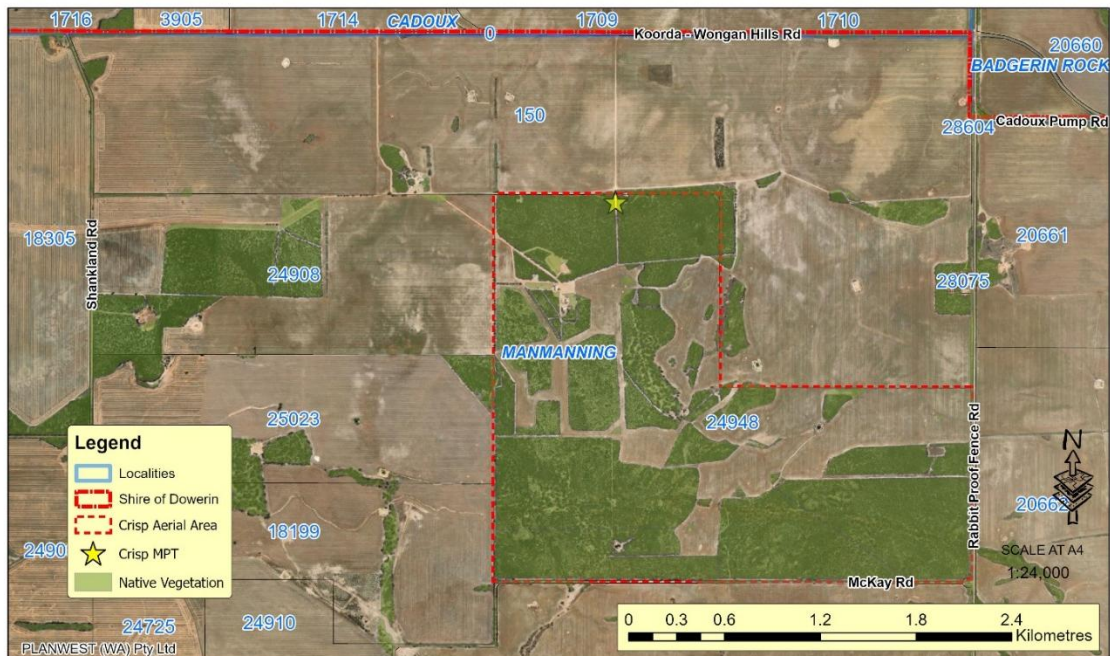 1716
3905
1714
CADOUX
0
1709
Koorda - Wongan Hills Rd
1710
20660
BADGERIN ROCK
150
28604
Cadoux Pump Rd
18305
Shankland Rd
24908
20661
28075
MANMANNING
24948
25023
Rabbit Proof Fence Rd
N
20662
Legend
Localities
Shire of Dowerin
Crisp Aerial Area
Crisp MPT
Native Vegetation
18199
SCALE AT A4
1:24,000
McKay Rd
0 0.3 0.6 1.2 1.8 2.4
Kilometres
24725
24910
PLANWEST (WA) Pty Ltd